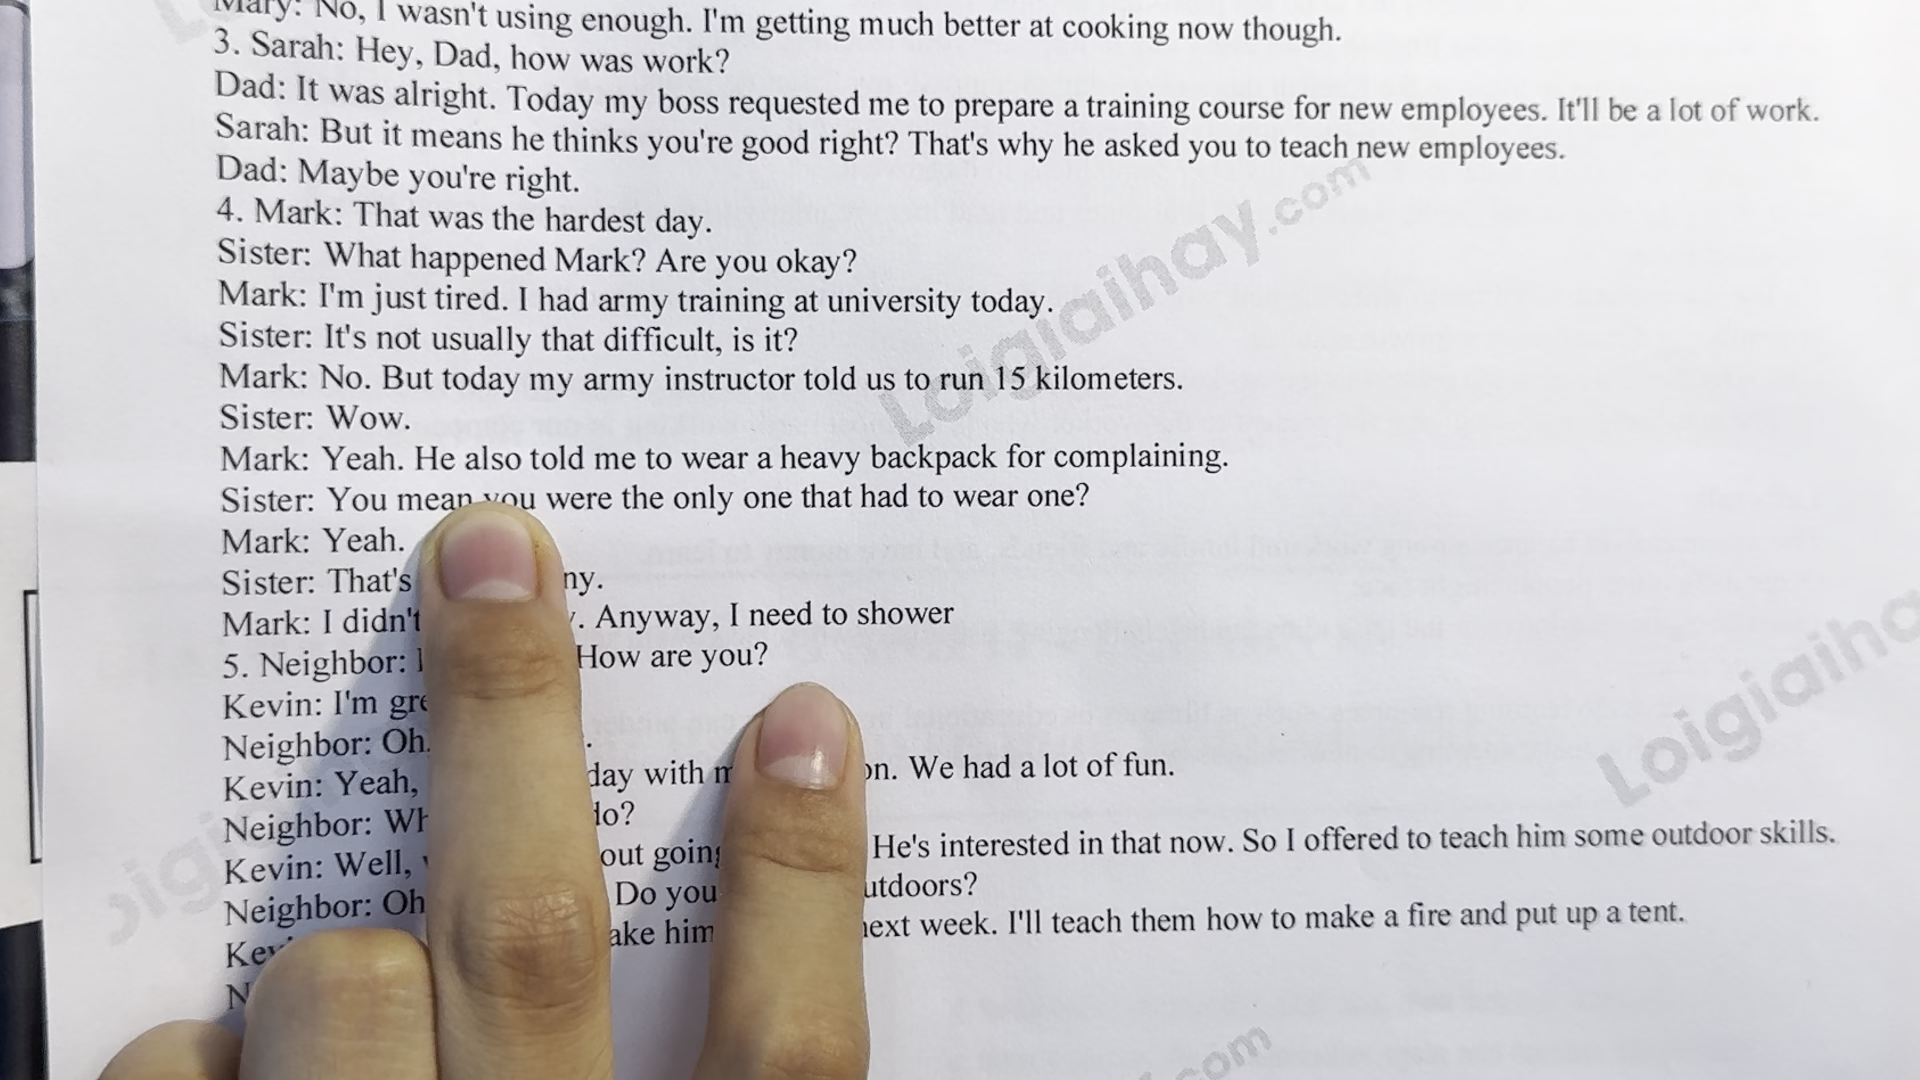 Mary: No, I wasn't using enough. I'm getting much better at cooking now though.
3. Sarah: Hey, Dad, how was work?
Dad: It was alright. Today my boss requested me to prepare a training course for new employees. It'll be a lot of work.
Sarah: But it means he thinks you're good right? That's why he asked you to teach new employees.
Dad: Maybe you're right.
4. Mark: That was the hardest day.
Sister: What happened Mark? Are you okay?
Mark: I'm just tired. I had army training at university today.
Sister: It's not usually that difficult, is it?
Mark: No. But today my army instructor told us to run 15 kilometers.
Sister: Wow.
Mark: Yeah. He also told me to wear a heavy backpack for complaining.
Sister: You mean you were the only one that had to wear one?
Mark: Yeah.
Sister: That's
Mark: I didn't . Anyway, I need to shower
5. Neighbor: How are you?
Kevin: I'm
Neighbor: Oh.
Kevin: Yeah, day with We had a lot of fun.
Neighbor: do?
Kevin: Well, out He's interested in that now. So I offered to teach him some outdoor skills.
Neighbor: Oh Do you outdoors?
him next week. I'll teach them how to make a fire and put up a tent.
Loigiaihay.com
Loigiaihay
.com